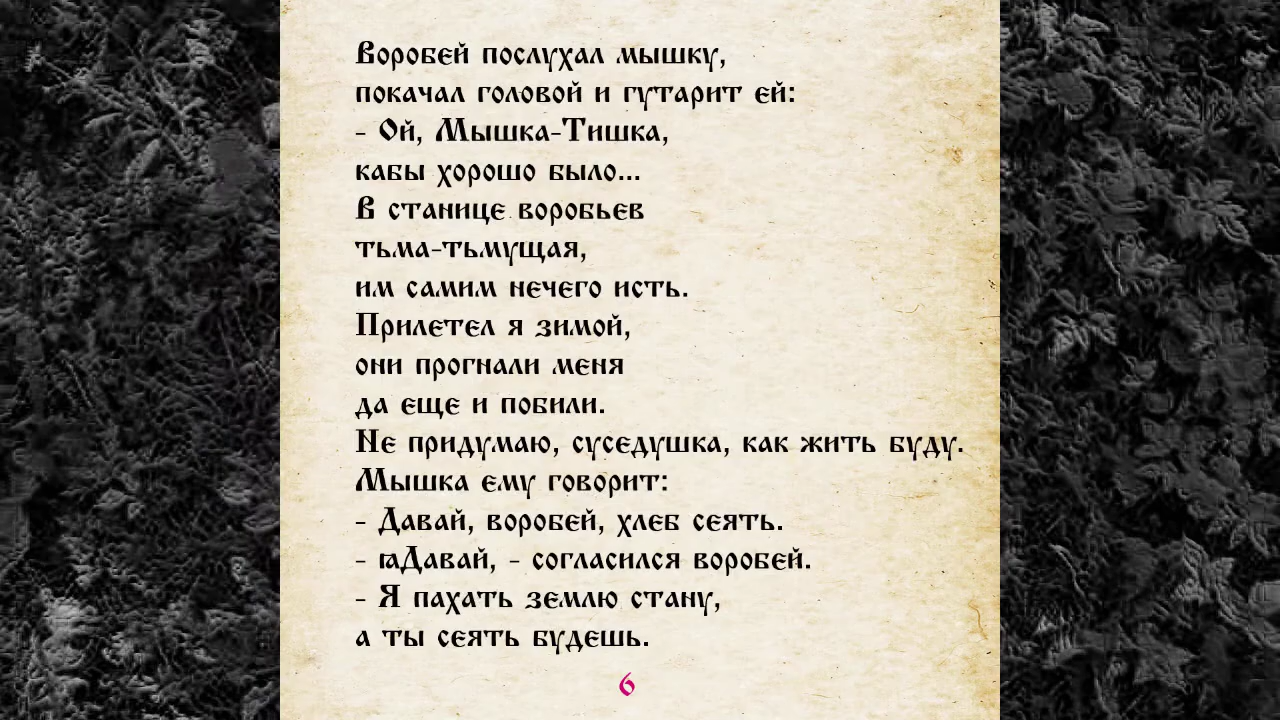 Воробей послухал мышку,
покачал головой и гутарит ей:
- Ой, Мышка-Тишка,
кабы хорошо было...
В станице воробьев
тьма-тьмущая,
им самим нечего исть.
Прилетел я зимой,
они прогнали меня
да еще и побили.
Не придумаю, суседушка, как жить буду.
Мышка ему говорит:
- Давай, воробей, хлеб сеять.
- ꙗДавай, - согласился воробей.
- Я пахать землю стану,
а ты сеять будешь.
6